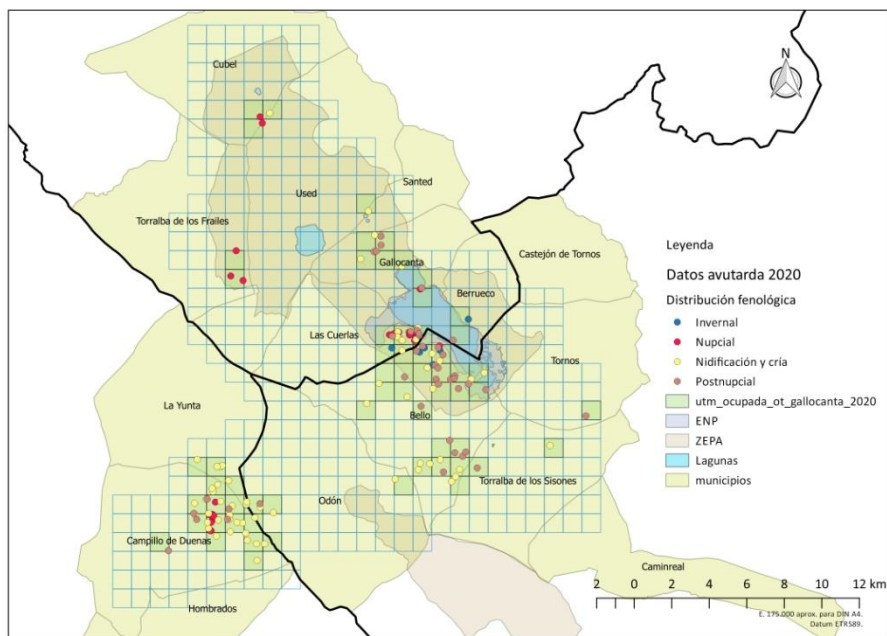 Cubel
N
Used
Santed
Torralba de los Frailes
Gallocanta
Castejón de Tornos
Berrueco
Las Cuerlas
Tornos
La Yunta
Bello
Torralba de los Sisones
Odón
Campillo de Duenas
Caminreal
Hombrados
Leyenda
Datos avutarda 2020
Distribución fenológica
Invernal
Nupcial
Nidificación y cría
Postnupcial
utm_ocupada_ot_gallocanta_2020
ENP
ZEPA
Lagunas
municipios
2 0 2 4 6 8 10 12 km
E. 175.000 aprox. para DIN A4.
Datum ETRS89.